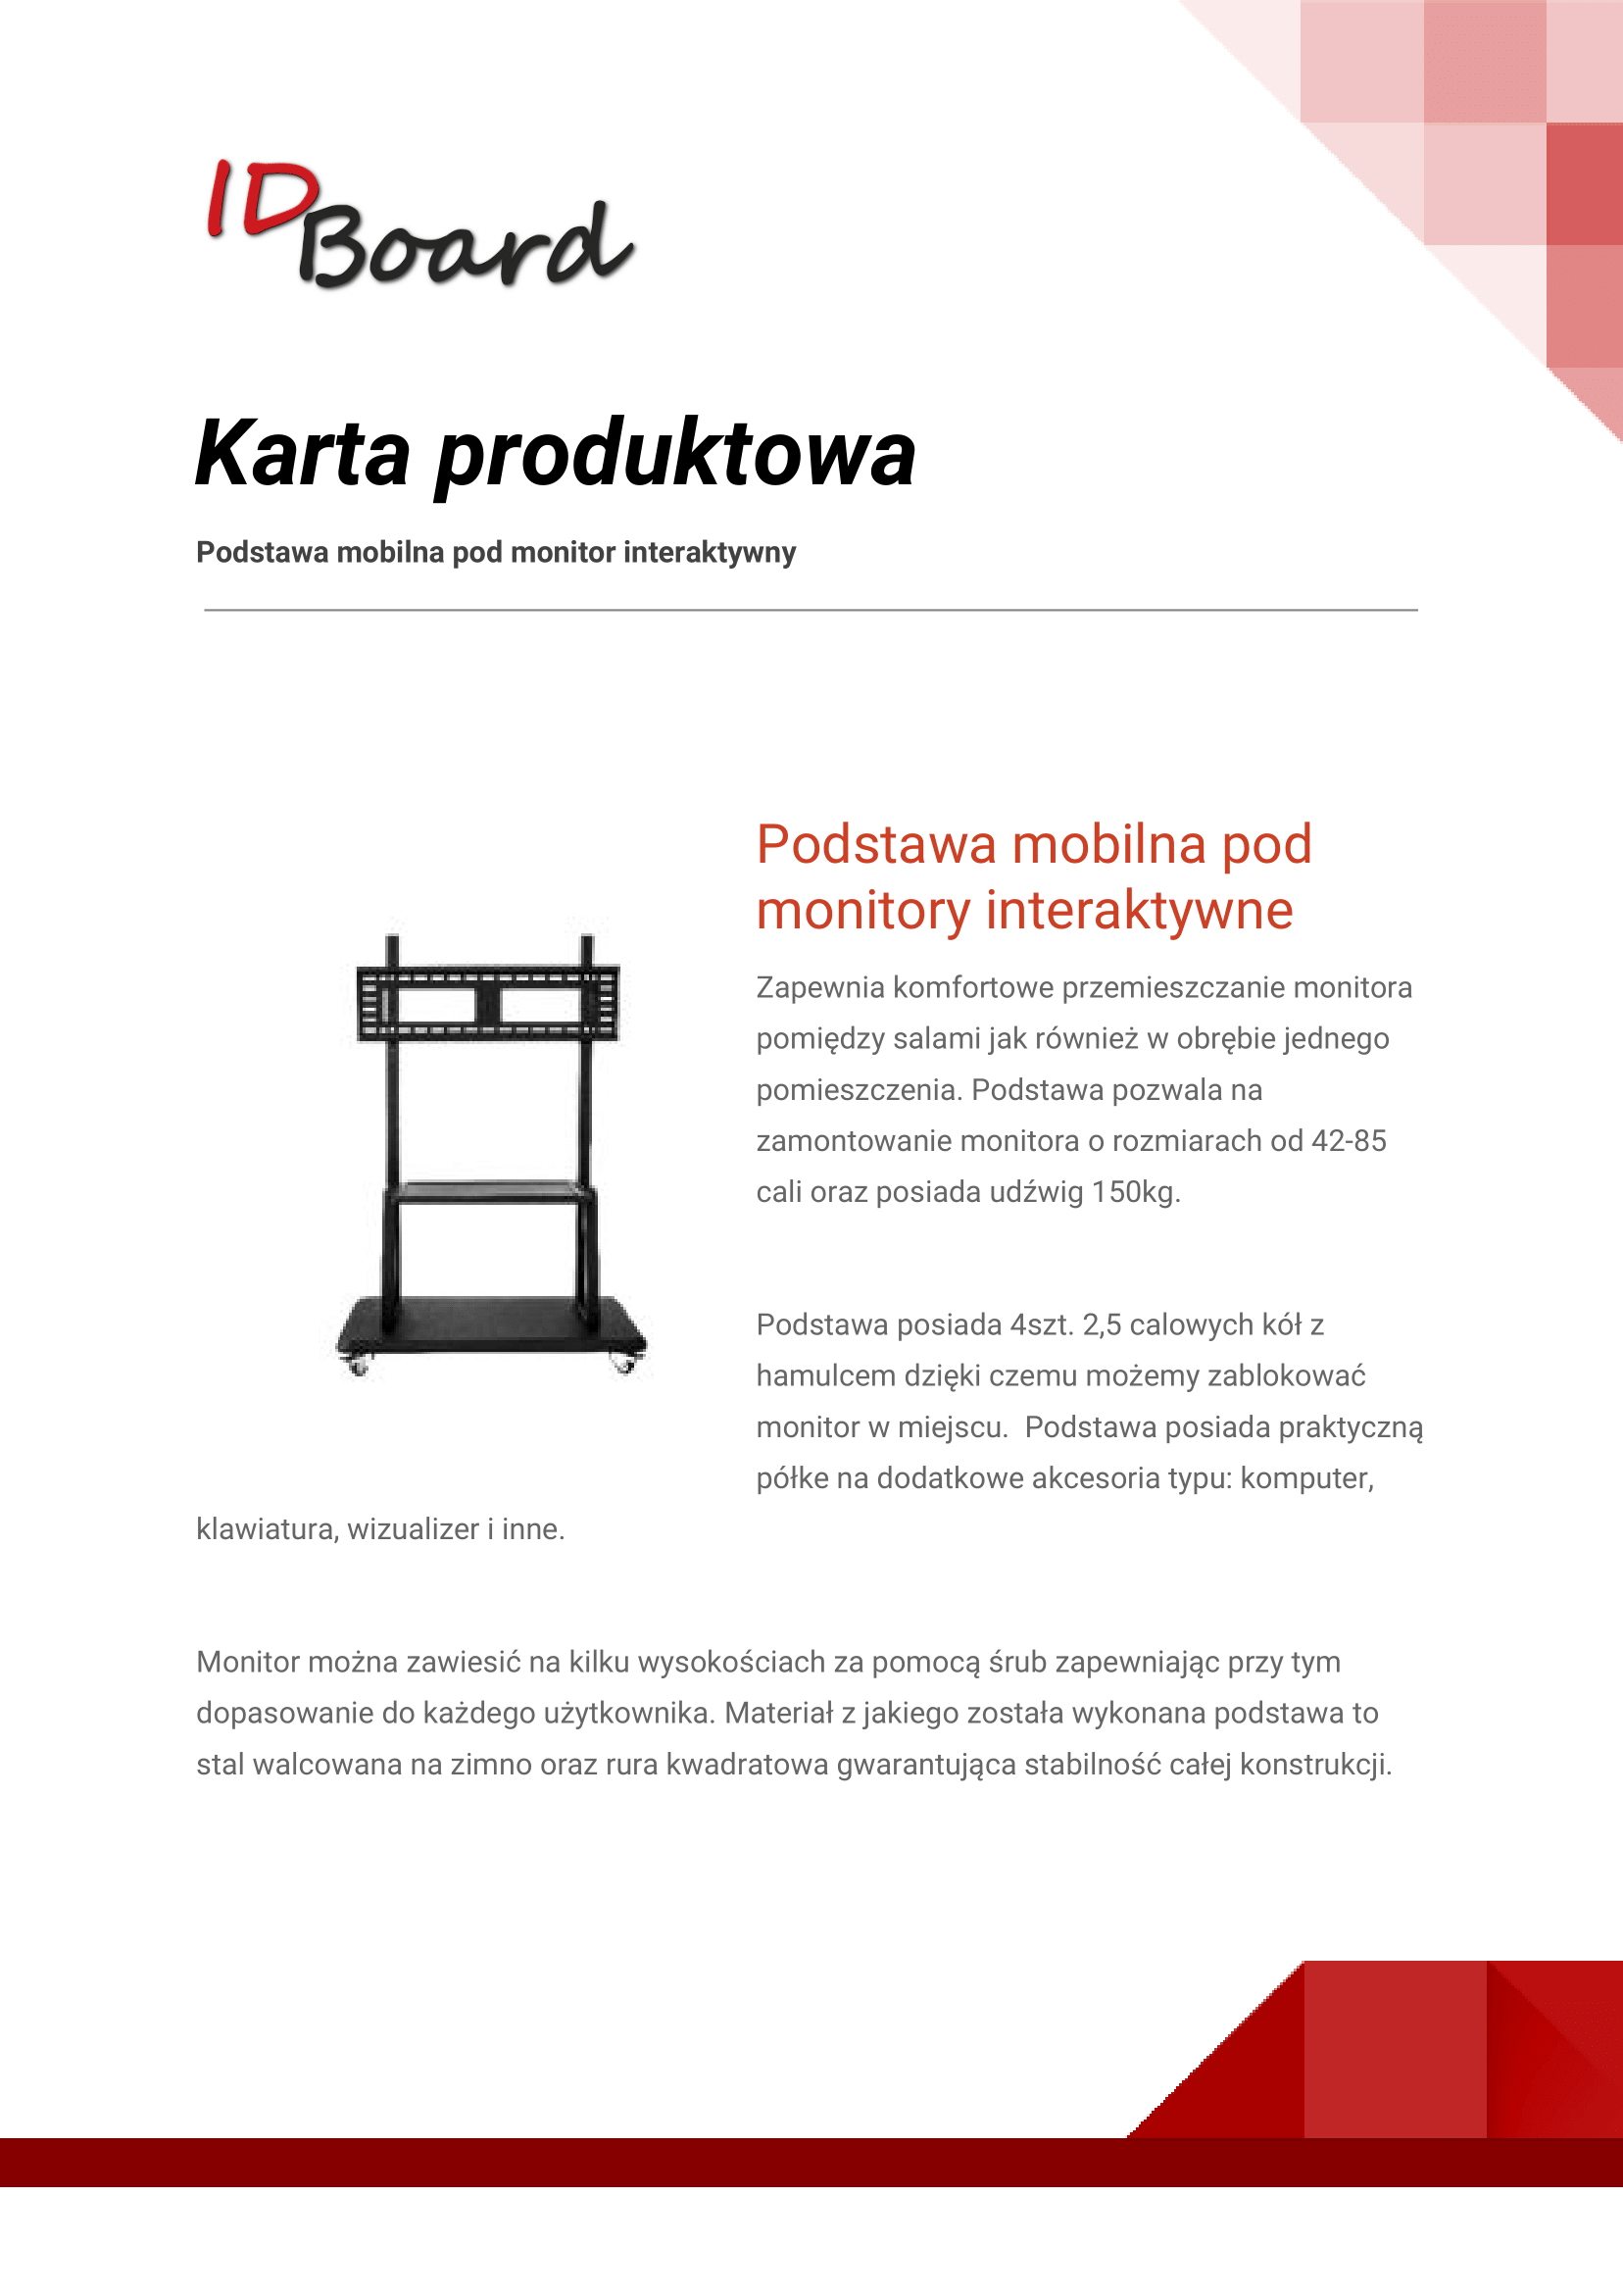 ID
Board
Karta produktowa
Podstawa mobilna pod monitor interaktywny
Podstawa mobilna pod
monitory interaktywne
Zapewnia komfortowe przemieszczanie monitora
pomiędzy salami jak również w obrębie jednego
pomieszczenia. Podstawa pozwala na
zamontowanie monitora o rozmiarach od 42-85
cali oraz posiada udźwig 150kg.
Podstawa posiada 4szt. 2,5 calowych kół z
hamulcem dzięki czemu możemy zablokować
monitor w miejscu.  Podstawa posiada praktyczną
półke na dodatkowe akcesoria typu: komputer,
klawiatura, wizualizer i inne.
Monitor można zawiesić na kilku wysokościach za pomocą śrub zapewniając przy tym
dopasowanie do każdego użytkownika. Materiał z jakiego została wykonana podstawa to
stal walcowana na zimno oraz rura kwadratowa gwarantująca stabilność całej konstrukcji.